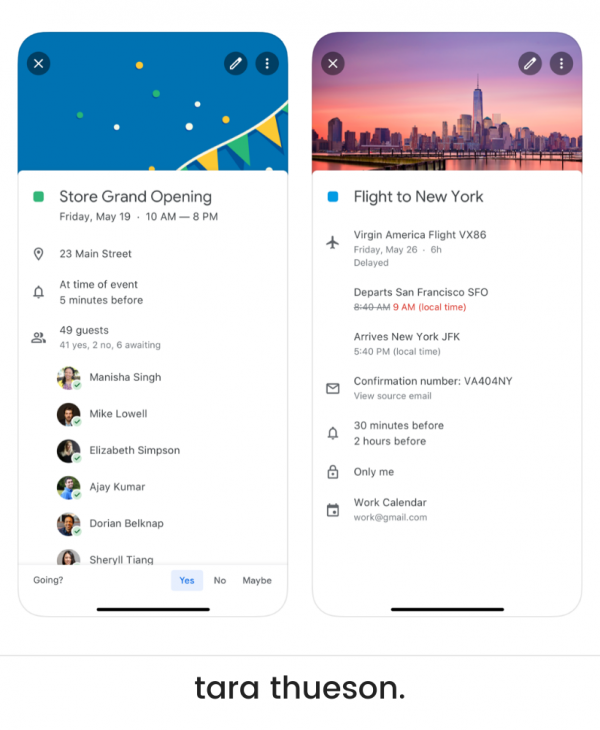 Store Grand Opening
Friday, May 19 · 10 AM — 8 PM
23 Main Street
At time of event
5 minutes before
49 guests
41 yes, 2 no, 6 awaiting
Manisha Singh
Mike Lowell
Elizabeth Simpson
Ajay Kumar
Dorian Belknap
Sheryll Tiang
Going? Yes No Maybe
Flight to New York
Virgin America Flight VX86
Friday, May 26 · 6h
Delayed
Departs San Francisco SFO
8:40 AM 9 AM (local time)
Arrives New York JFK
5:40 PM (local time)
Confirmation number: VA404NY
View source email
30 minutes before
2 hours before
Only me
Work Calendar
work@gmail.com
tara thueson.